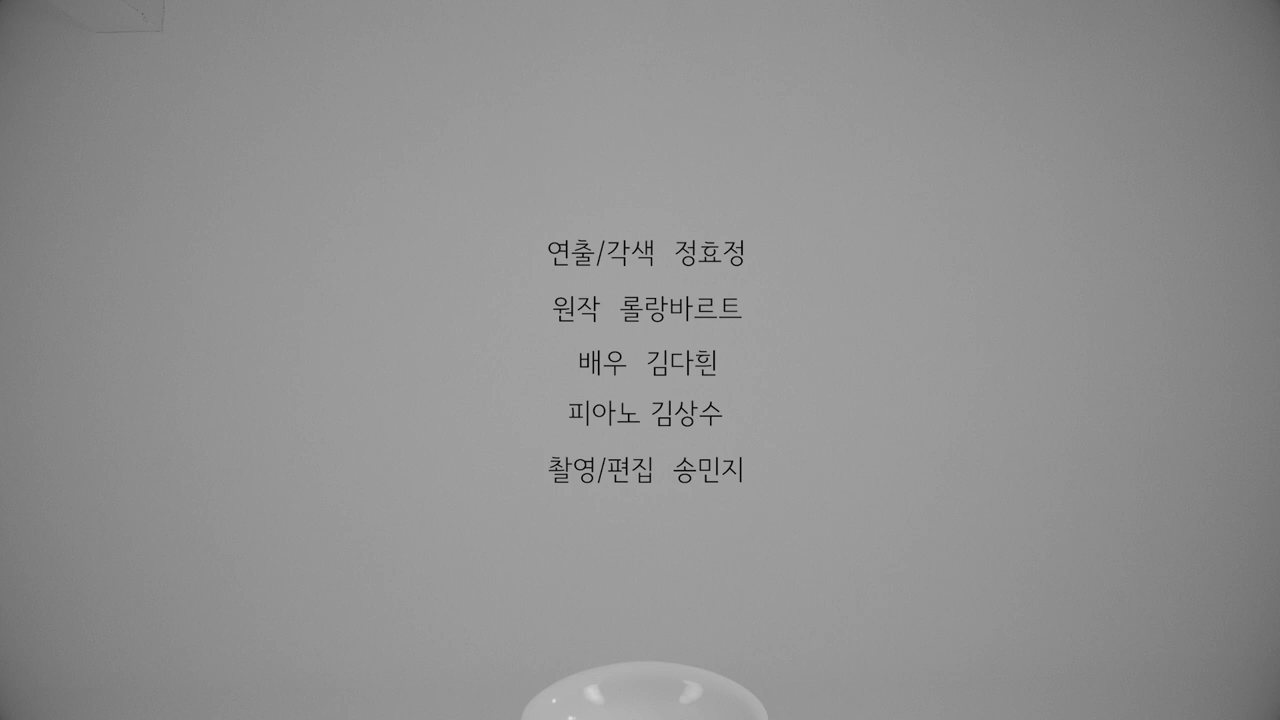 연출/각색 정효정
원작 롤랑바르트
배우 김다흰
피아노 김상수
촬영/편집 송민지